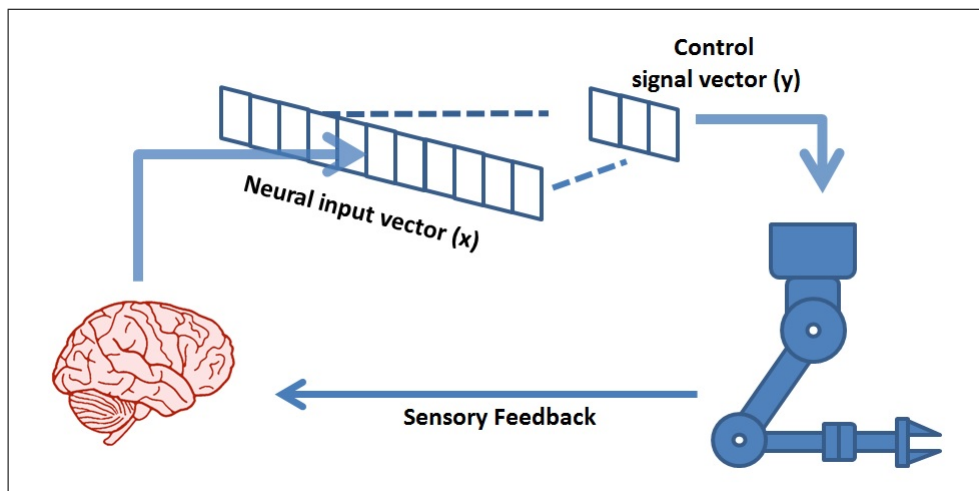 Control
signal vector (y)
Neural input vector (x)
Sensory Feedback